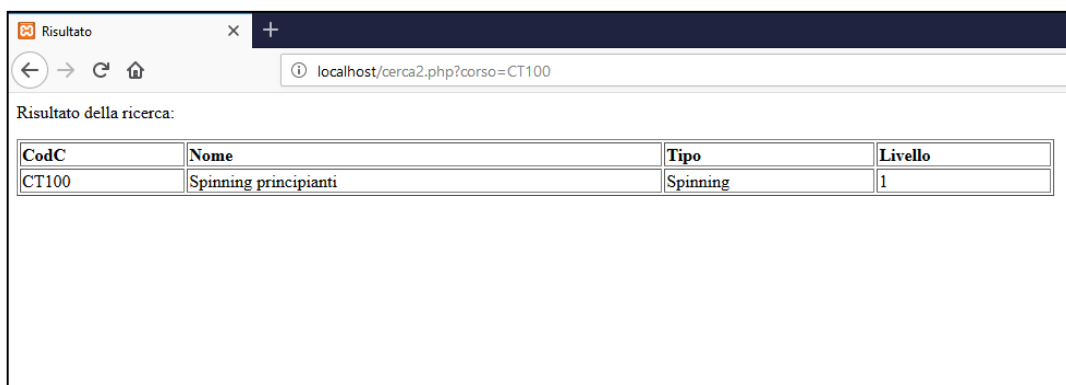 Risultato
localhost/cerca2.php?corso=CT100
Risultato della ricerca:
CodC Nome Tipo Livello
CT100 Spinning principianti Spinning 1